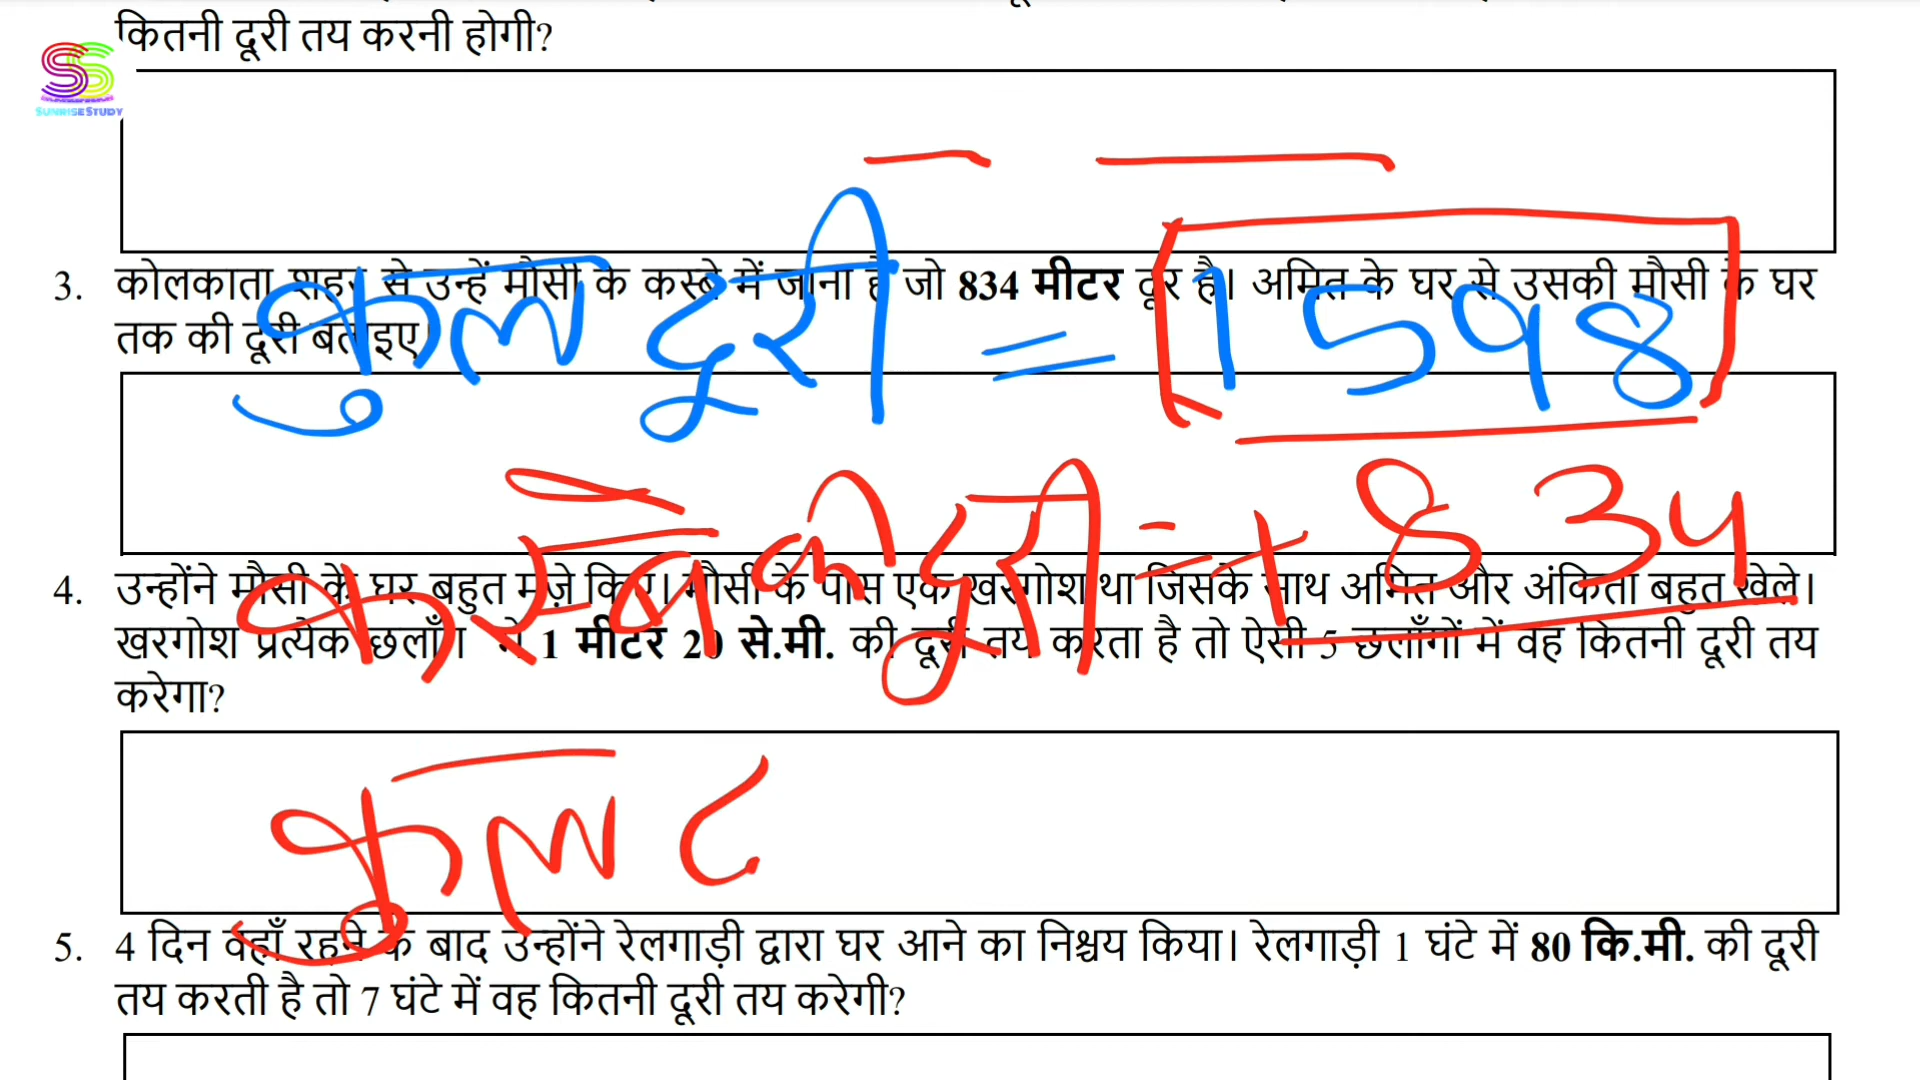 कितनी दूरी तय करनी होगी?
SS
SUNRISE STUDY
3. कोलकाता शहर से उन्हें मौसी के कस्बे में जाना है जो 834 मीटर दूर है। अमित के घर से उसकी मौसी के घर
तक की दूरी बताइए।
कुल दूरी = 1598
कस्बे की दूरी = + 834
4. उन्होंने मौसी के घर बहुत मज़े किए। मौसी के पास एक खरगोश था जिसके साथ अमित और अंकिता बहुत खेले।
खरगोश प्रत्येक छलाँग में 1 मीटर 20 से.मी. की दूरी तय करता है तो ऐसी 5 छलाँगों में वह कितनी दूरी तय
करेगा?
कुल द
5. 4 दिन वहाँ रहने के बाद उन्होंने रेलगाड़ी द्वारा घर आने का निश्चय किया। रेलगाड़ी 1 घंटे में 80 कि.मी. की दूरी
तय करती है तो 7 घंटे में वह कितनी दूरी तय करेगी?